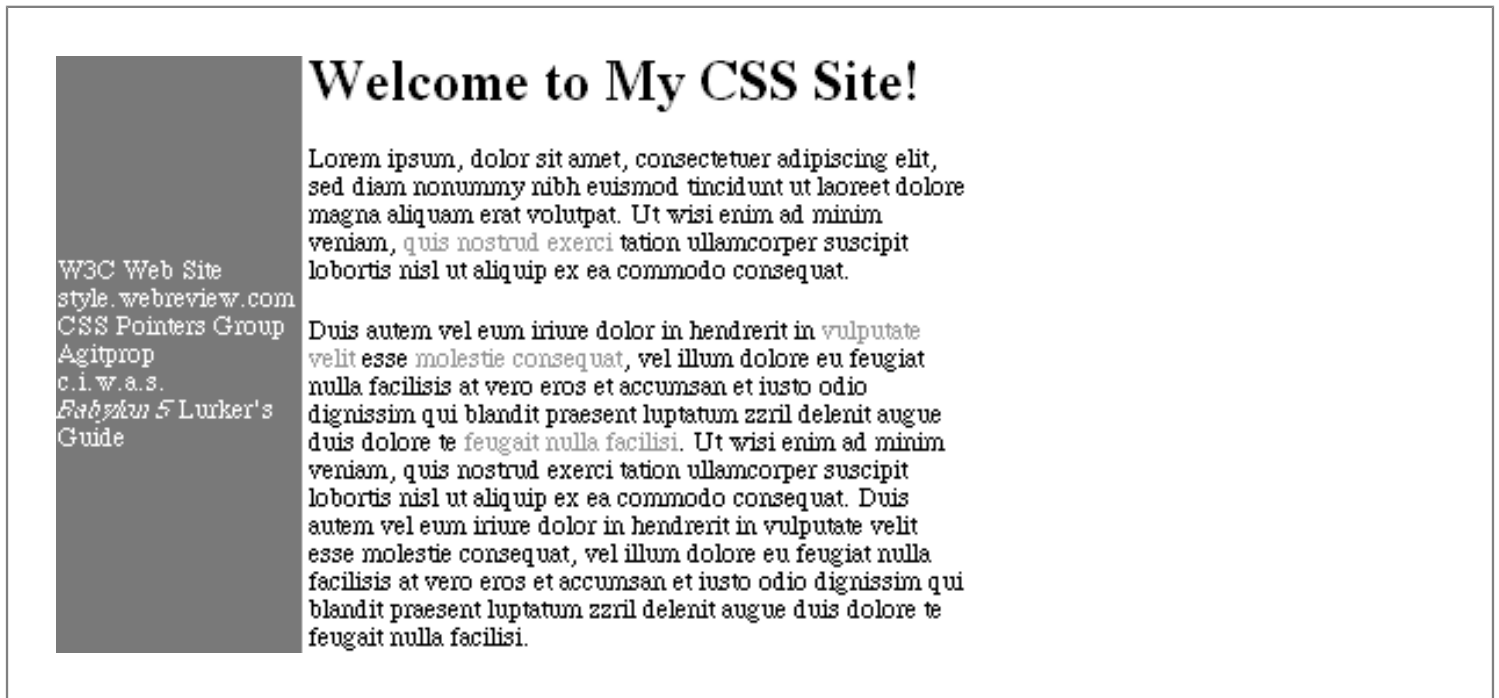 Welcome to My CSS Site!
Lorem ipsum, dolor sit amet, consectetuer adipiscing elit,
sed diam nonummy nibh euismod tincidunt ut laoreet dolore
magna aliquam erat volutpat. Ut wisi enim ad minim
veniam, quis nostrud exerci tation ullamcorper suscipit
lobortis nisl ut aliquip ex ea commodo consequat.
W3C Web Site
style.webreview.com
CSS Pointers Group
Agitprop
c.i.w.a.s.
Babylon 5 Lurker's
Guide
Duis autem vel eum iriure dolor in hendrerit in vulputate
velit esse molestie consequat, vel illum dolore eu feugiat
nulla facilisis at vero eros et accumsan et iusto odio
dignissim qui blandit praesent luptatum zzril delenit augue
duis dolore te feugait nulla facilisi. Ut wisi enim ad minim
veniam, quis nostrud exerci tation ullamcorper suscipit
lobortis nisl ut aliquip ex ea commodo consequat. Duis
autem vel eum iriure dolor in hendrerit in vulputate velit
esse molestie consequat, vel illum dolore eu feugiat nulla
facilisis at vero eros et accumsan et iusto odio dignissim qui
blandit praesent luptatum zzril delenit augue duis dolore te
feugait nulla facilisi.